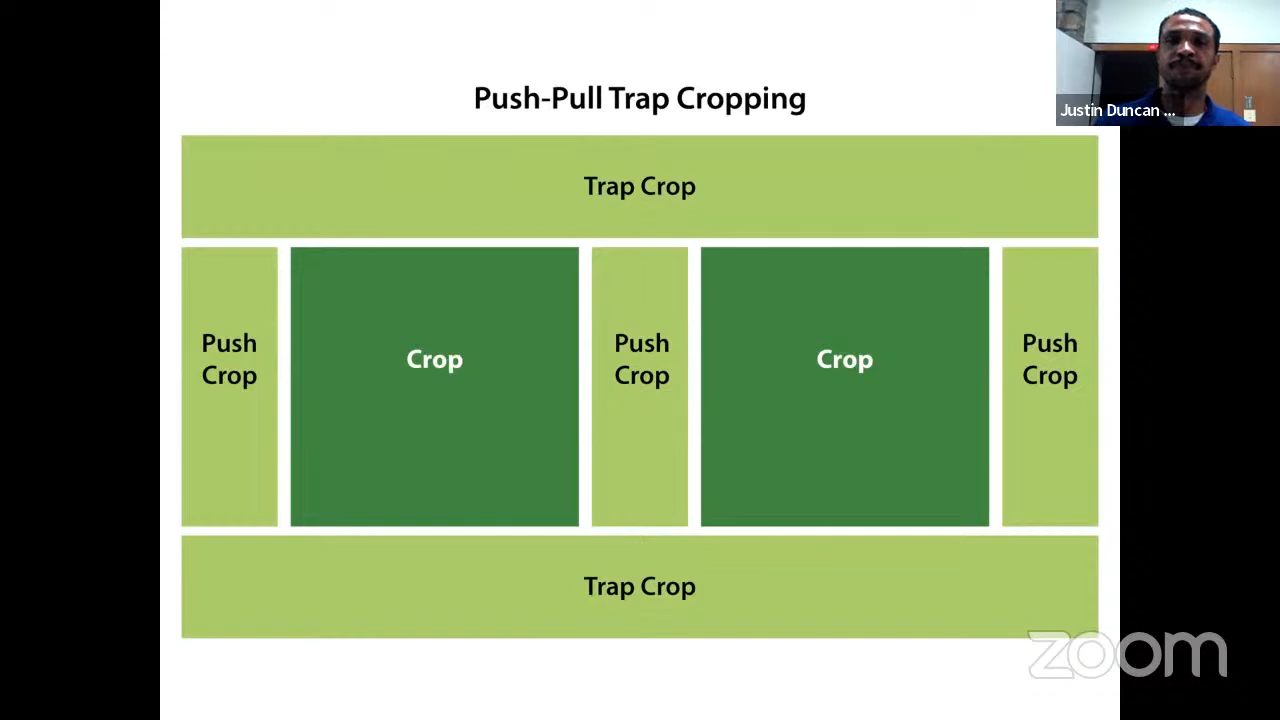 Push-Pull Trap Cropping
Justin Duncan ...
Trap Crop
Push
Crop
Crop
Push
Crop
Crop
Push
Crop
Trap Crop
zoom